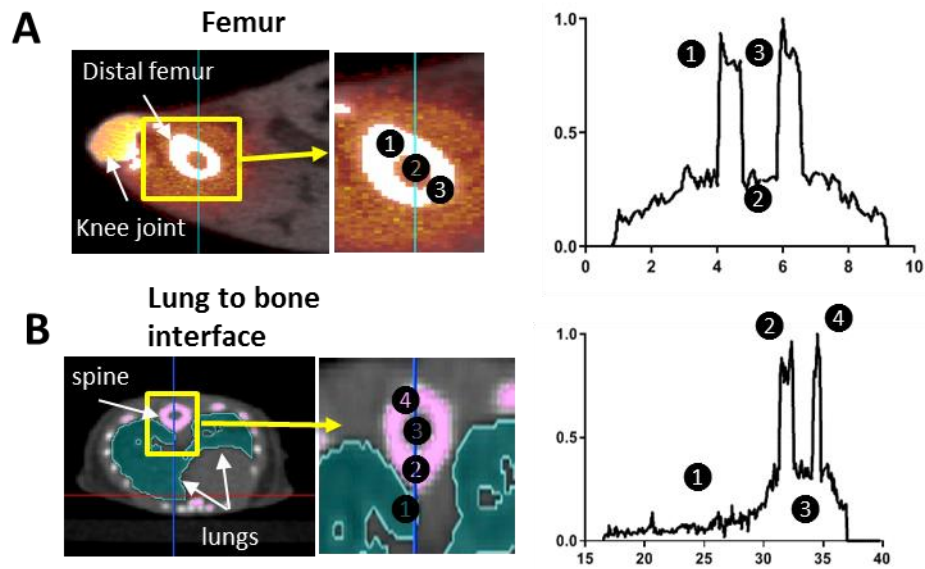 A
Femur
Distal femur
Knee joint
1
2
3
1
3
2
1.0
0.5
0.0
0 2 4 6 8 10
B
Lung to bone
interface
spine
lungs
4
3
2
1
2
4
1
3
1.0
0.5
0.0
15 20 25 30 35 40